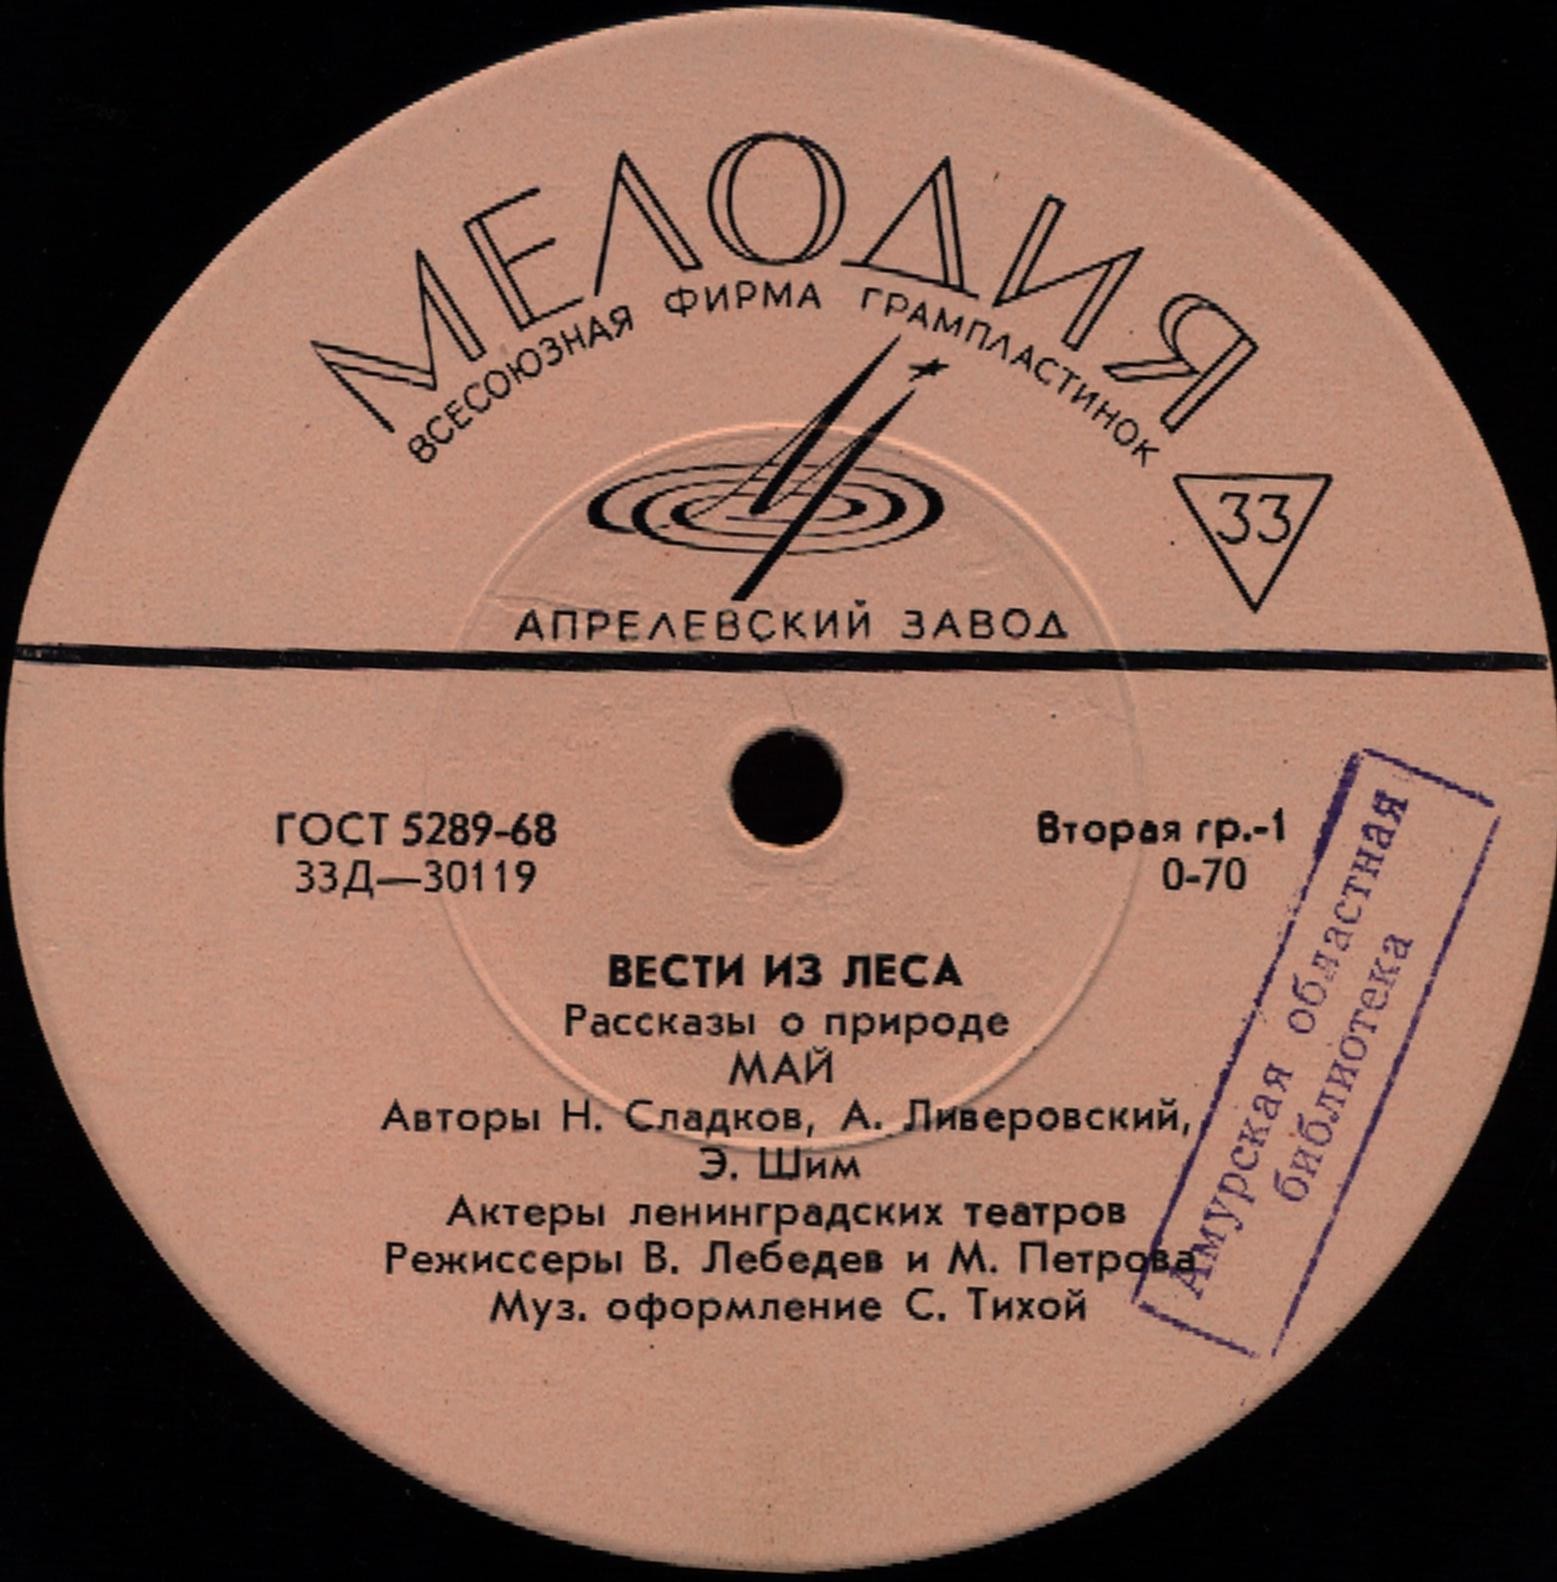 МЕЛОДИЯ
ВСЕСОЮЗНАЯ ФИРМА ГРАМПЛАСТИНОК
33
АПРЕЛЕВСКИЙ ЗАВОД
ГОСТ 5289-68
33Д—30119
Вторая гр.-1
0-70
ВЕСТИ ИЗ ЛЕСА
Рассказы о природе
МАЙ
Авторы Н. Сладков, А. Ливеровский,
Э. Шим
Актеры ленинградских театров
Режиссеры В. Лебедев и М. Петрова
Муз. оформление С. Тихой
Амурская областная
библиотека